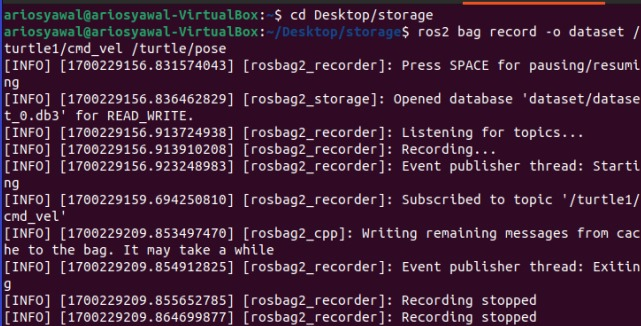 ariosyawal@ariosyawal-VirtualBox:~$ cd Desktop/storage
ariosyawal@ariosyawal-VirtualBox:~/Desktop/storage$ ros2 bag record -o dataset /
turtle1/cmd_vel /turtle/pose
[INFO] [1700229156.831574043] [rosbag2_recorder]: Press SPACE for pausing/resumi
ng
[INFO] [1700229156.836462829] [rosbag2_storage]: Opened database 'dataset/datase
t_0.db3' for READ_WRITE.
[INFO] [1700229156.913724938] [rosbag2_recorder]: Listening for topics...
[INFO] [1700229156.913910208] [rosbag2_recorder]: Recording...
[INFO] [1700229156.923248983] [rosbag2_recorder]: Event publisher thread: Starti
ng
[INFO] [1700229159.694250810] [rosbag2_recorder]: Subscribed to topic '/turtle1/
cmd_vel'
[INFO] [1700229209.853497470] [rosbag2_cpp]: Writing remaining messages from cac
he to the bag. It may take a while
[INFO] [1700229209.854912825] [rosbag2_recorder]: Event publisher thread: Exitin
g
[INFO] [1700229209.855652785] [rosbag2_recorder]: Recording stopped
[INFO] [1700229209.864699877] [rosbag2_recorder]: Recording stopped